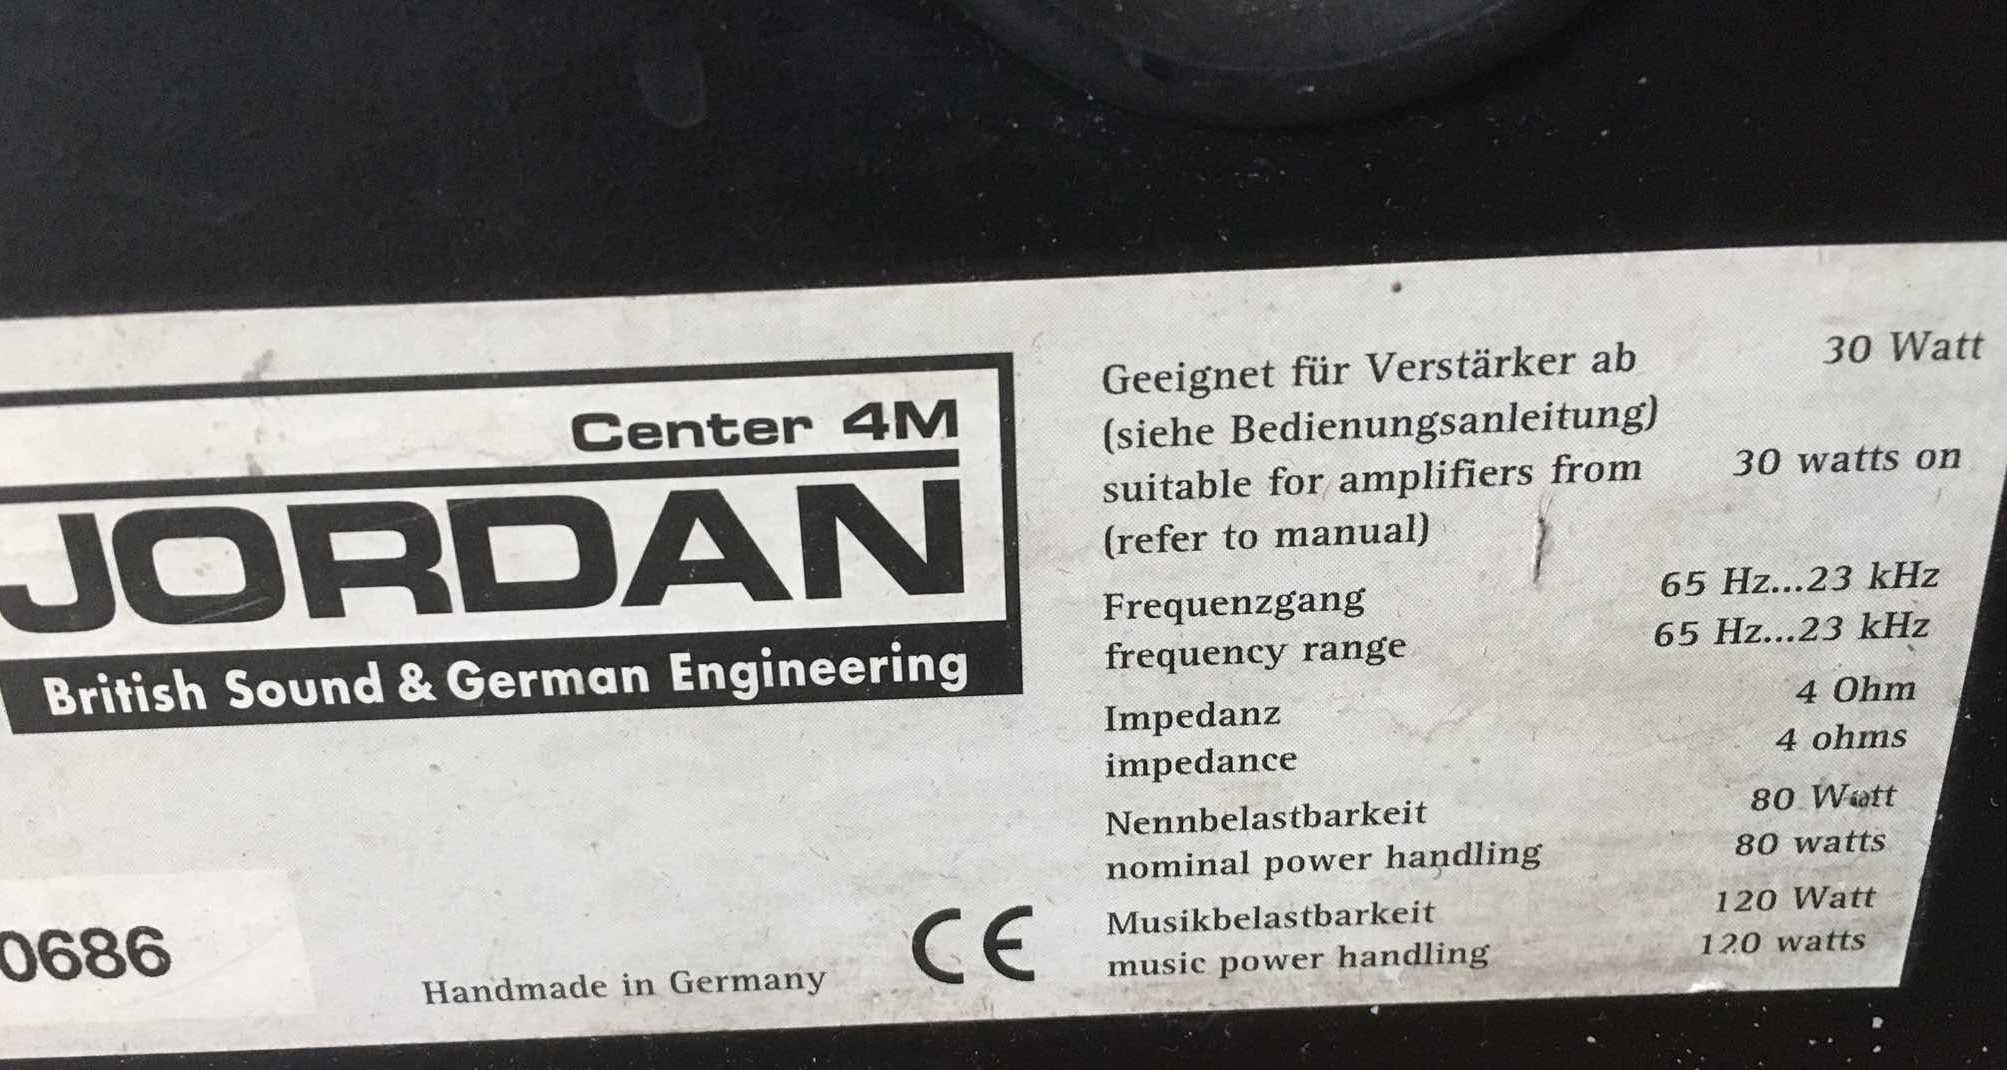 Center 4M
JORDAN
British Sound & German Engineering
0686
Handmade in Germany
CE
Geeignet für Verstärker ab 30 Watt
(siehe Bedienungsanleitung)
suitable for amplifiers from 30 watts on
(refer to manual)
Frequenzgang 65 Hz...23 kHz
frequency range 65 Hz...23 kHz
Impedanz 4 Ohm
impedance 4 ohms
Nennbelastbarkeit 80 Watt
nominal power handling 80 watts
Musikbelastbarkeit 120 Watt
music power handling 120 watts